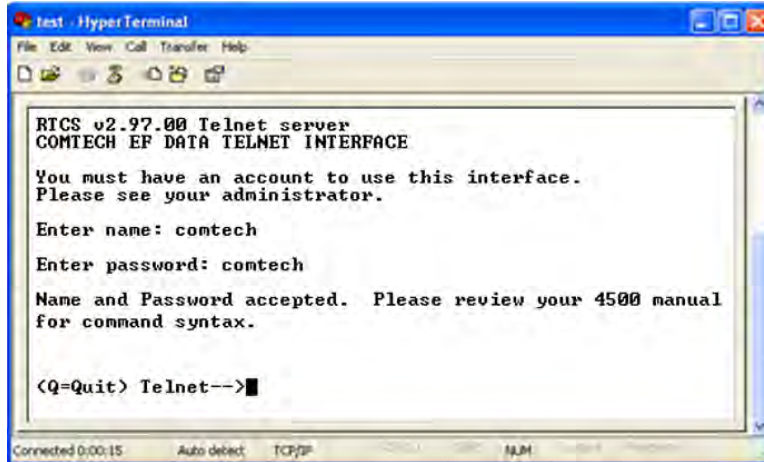 test - HyperTerminal
File Edit View Call Transfer Help
RTCS v2.97.00 Telnet server
COMTECH EF DATA TELNET INTERFACE
You must have an account to use this interface.
Please see your administrator.
Enter name: comtech
Enter password: comtech
Name and Password accepted.  Please review your 4500 manual
for command syntax.
(Q=Quit) Telnet-->
Connected 0:00:15 Auto detect TCP/IP NUM